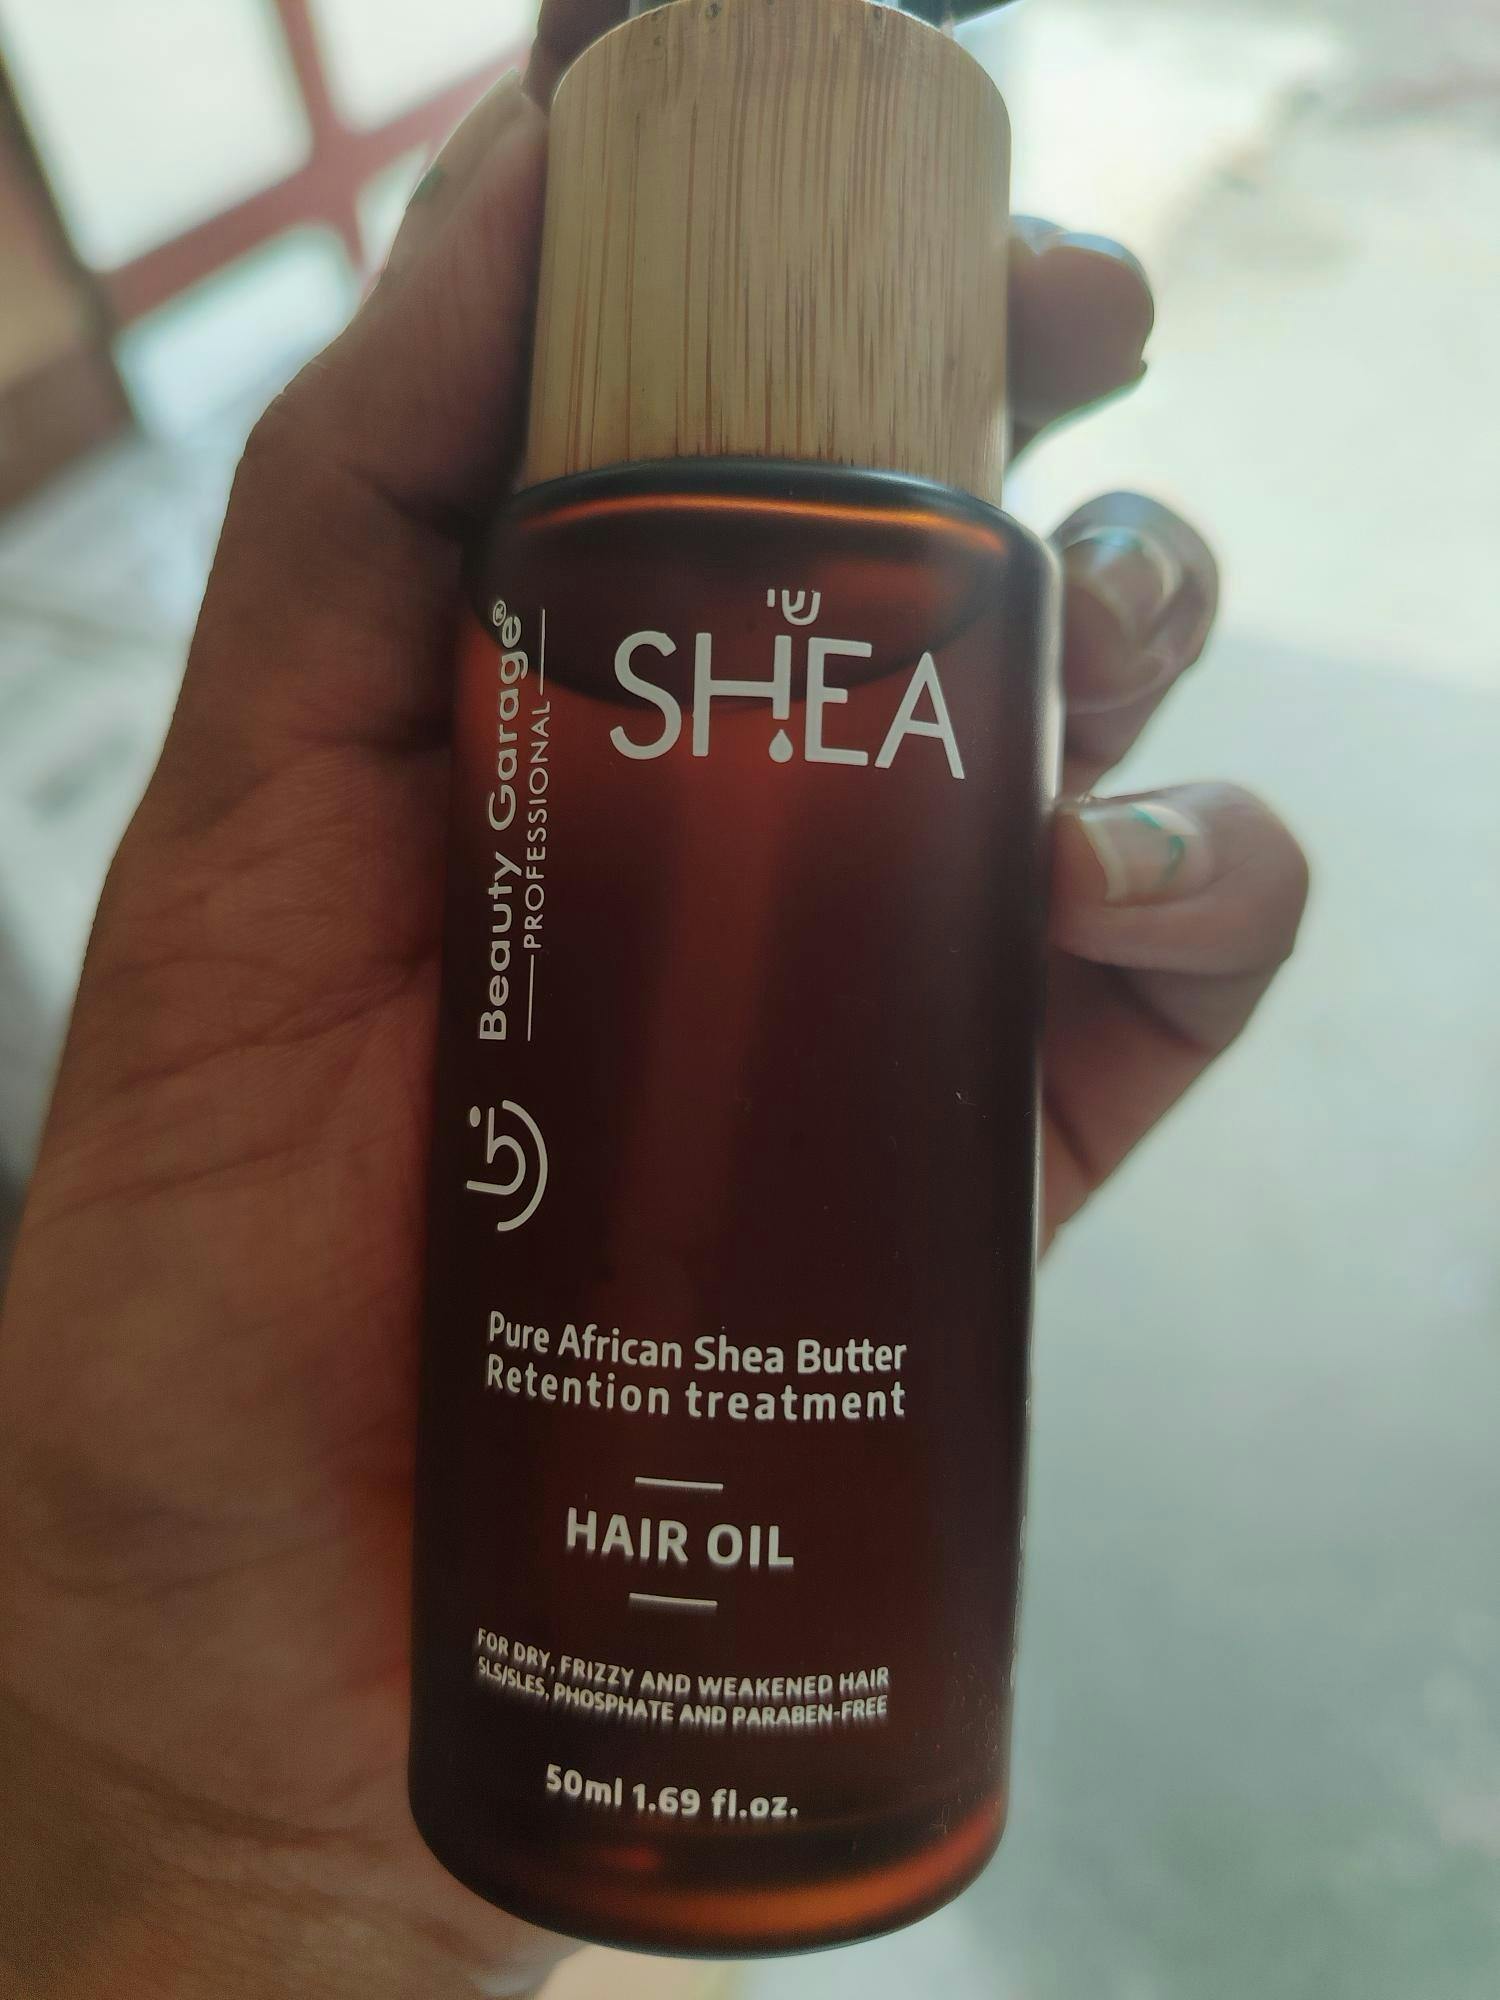 שי
SHEA
Beauty Garage®
PROFESSIONAL
Pure African Shea Butter
Retention treatment
HAIR OIL
FOR DRY, FRIZZY AND WEAKENED HAIR
SLS/SLES, PHOSPHATE AND PARABEN-FREE
50ml 1.69 fl.oz.